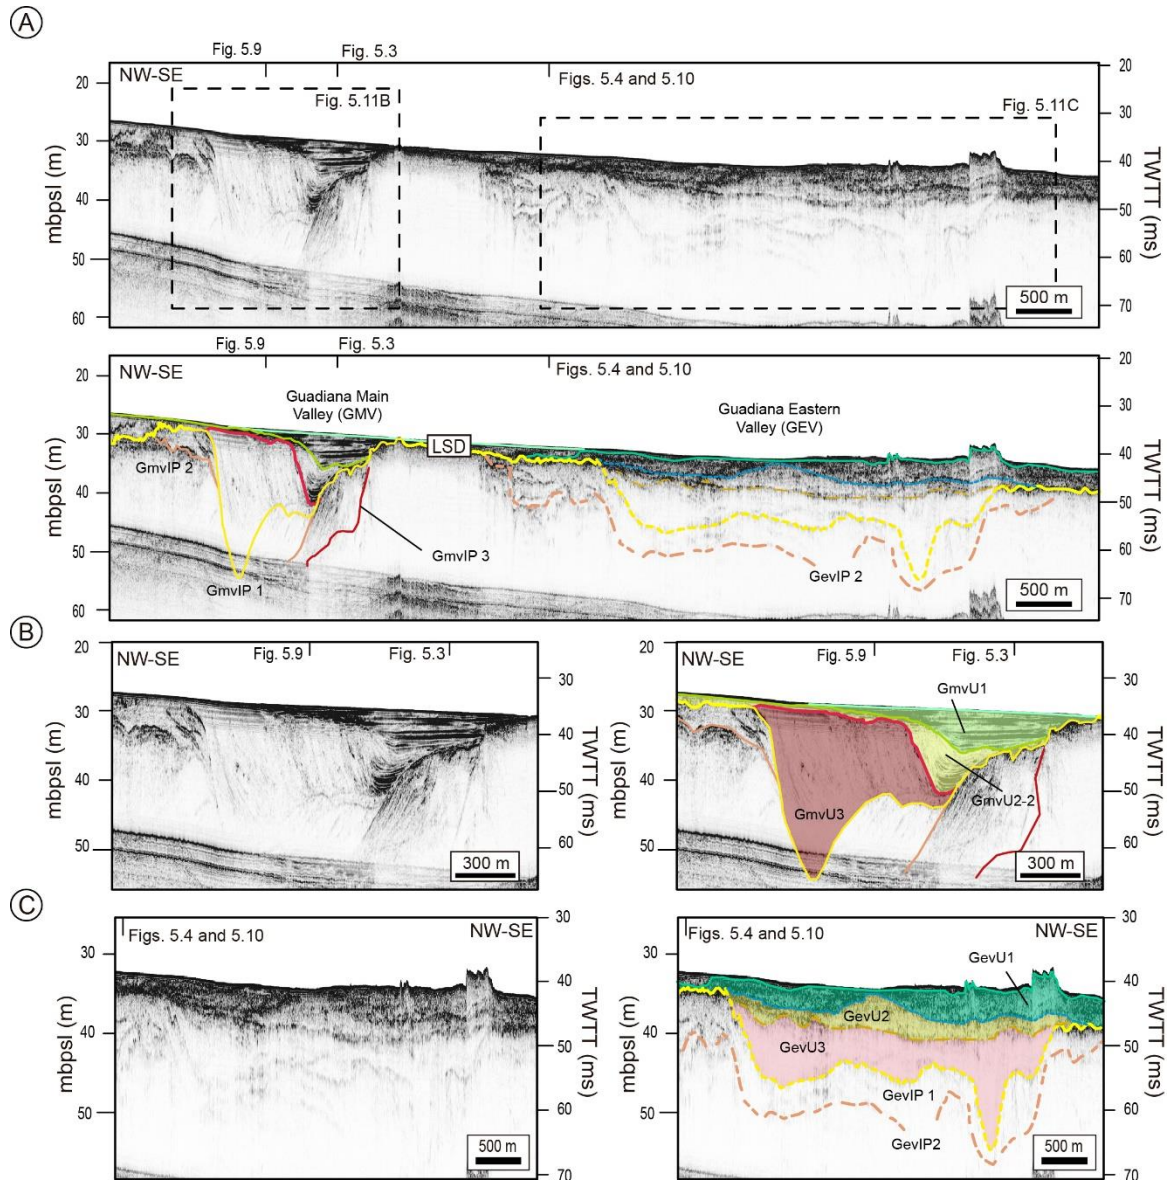 A
Fig. 5.9
Fig. 5.3
Figs. 5.4 and 5.10
NW-SE
Fig. 5.11B
Fig. 5.11C
mbpsl (m)
20
30
40
50
60
TWTT (ms)
20
30
40
50
60
70
500 m
Fig. 5.9
Fig. 5.3
Figs. 5.4 and 5.10
NW-SE
Guadiana Main
Valley (GMV)
Guadiana Eastern
Valley (GEV)
LSD
GmvIP 2
GmvIP 3
GmvIP 1
GevIP 2
mbpsl (m)
20
30
40
50
60
TWTT (ms)
20
30
40
50
60
70
500 m
B
NW-SE
Fig. 5.9
Fig. 5.3
mbpsl (m)
20
30
40
50
TWTT (ms)
30
40
50
60
300 m
NW-SE
Fig. 5.9
Fig. 5.3
GmvU1
GmvU2-2
GmvU3
mbpsl (m)
20
30
40
50
TWTT (ms)
30
40
50
60
300 m
C
Figs. 5.4 and 5.10
NW-SE
mbpsl (m)
30
40
50
TWTT (ms)
30
40
50
60
70
500 m
Figs. 5.4 and 5.10
NW-SE
GevU1
GevU2
GevU3
GevIP 1
GevIP2
mbpsl (m)
30
40
50
TWTT (ms)
30
40
50
60
70
500 m